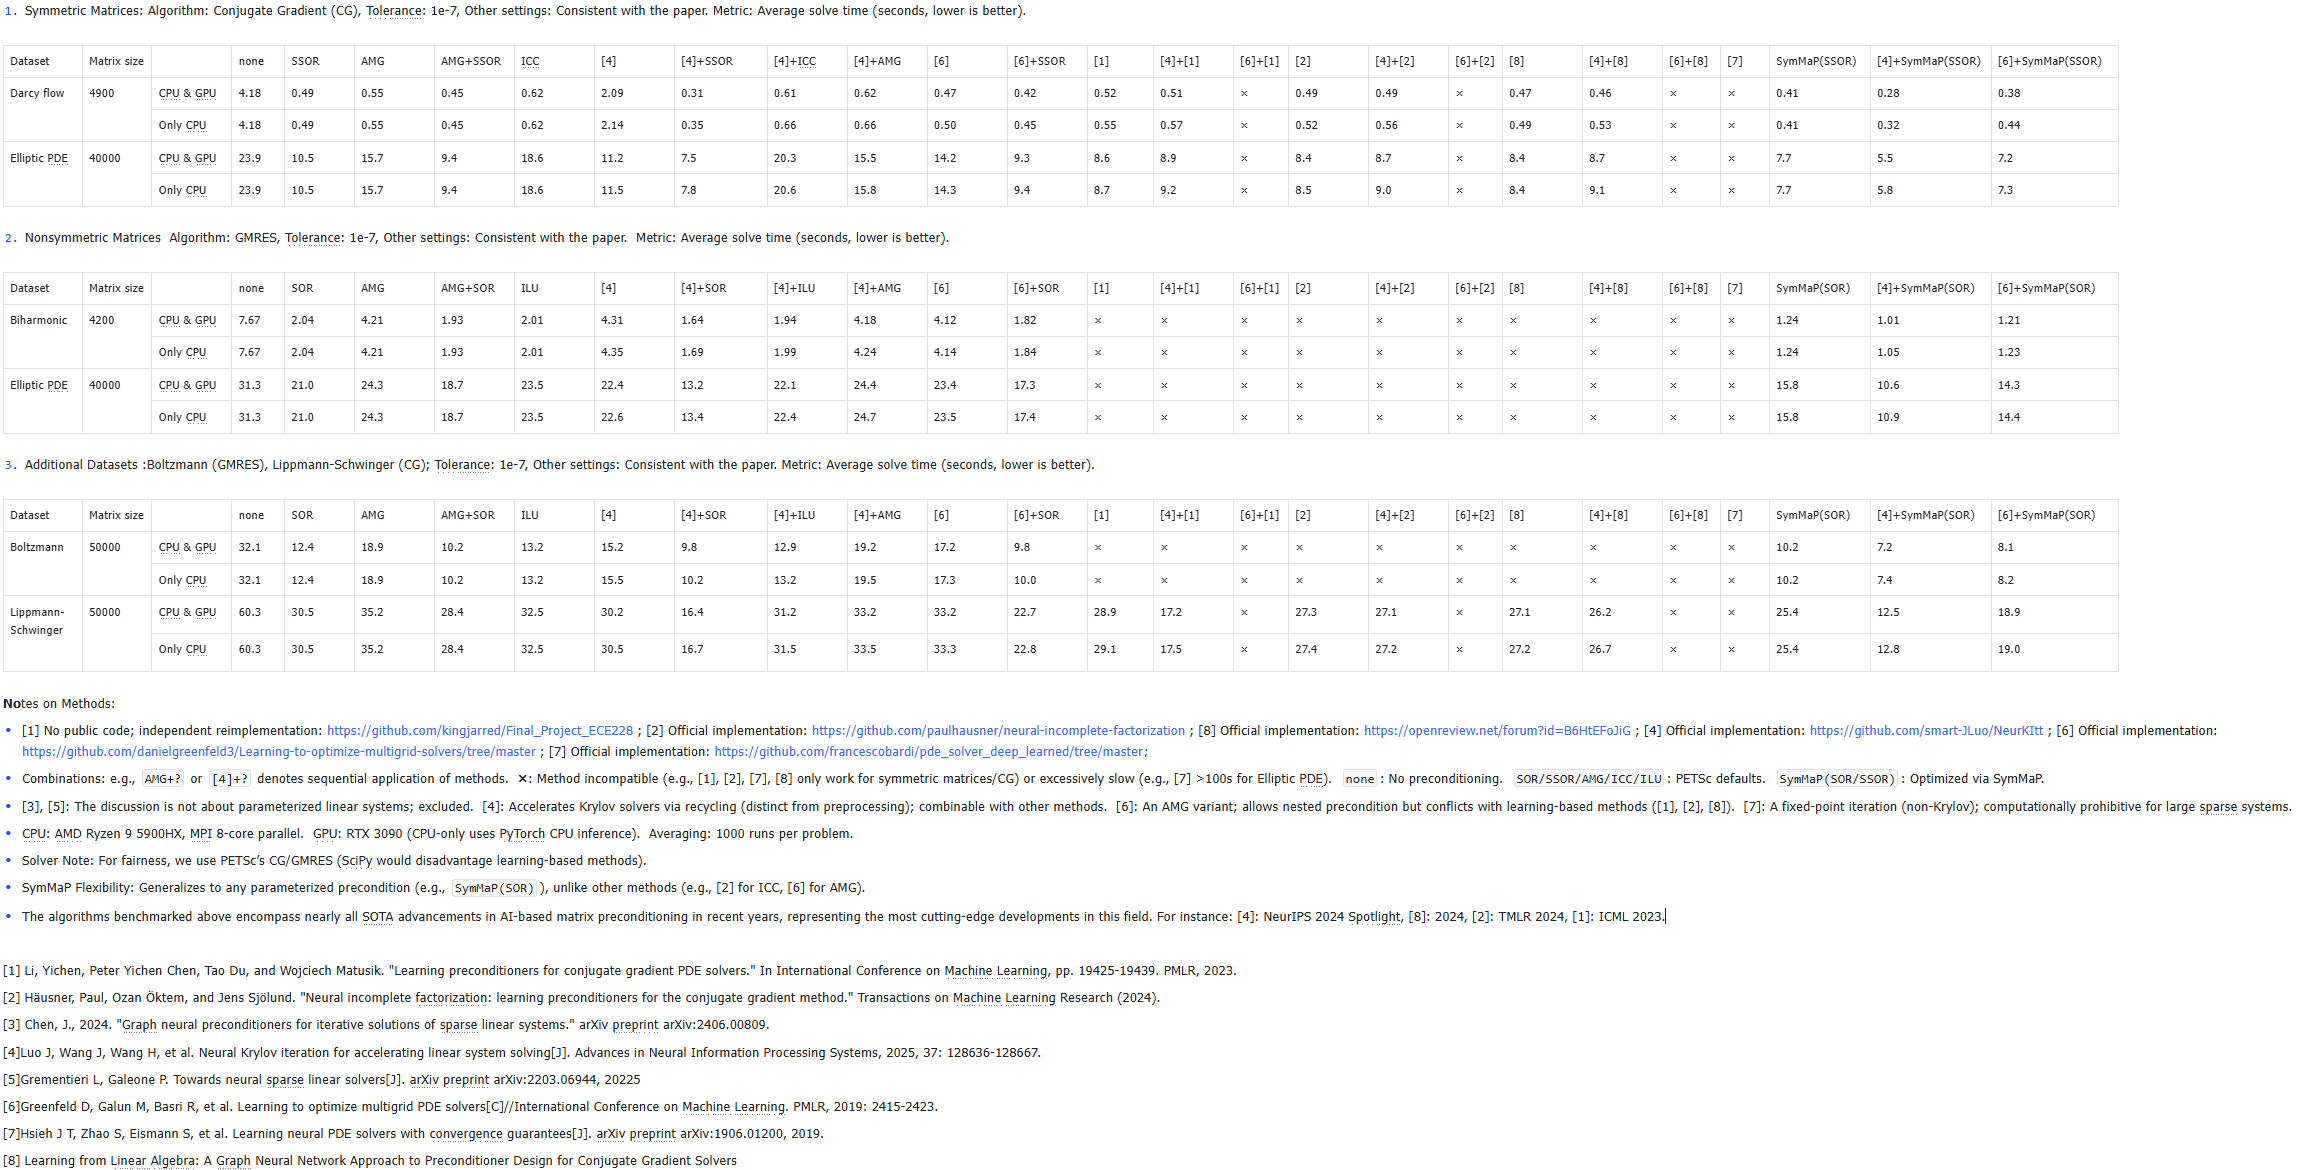 1. Symmetric Matrices: Algorithm: Conjugate Gradient (CG), Tolerance: 1e-7, Other settings: Consistent with the paper. Metric: Average solve time (seconds, lower is better).
Dataset Matrix size none SSOR AMG AMG+SSOR ICC [4] [4]+SSOR [4]+ICC [4]+AMG [6] [6]+SSOR [1] [4]+[1] [6]+[1] [2] [4]+[2] [6]+[2] [8] [4]+[8] [6]+[8] [7] SymMaP(SSOR) [4]+SymMaP(SSOR) [6]+SymMaP(SSOR)
Darcy flow 4900 CPU & GPU 4.18 0.49 0.55 0.45 0.62 2.09 0.31 0.61 0.62 0.47 0.42 0.52 0.51 × 0.49 0.49 × 0.47 0.46 × × 0.41 0.28 0.38
Only CPU 4.18 0.49 0.55 0.45 0.62 2.14 0.35 0.66 0.66 0.50 0.45 0.55 0.57 × 0.52 0.56 × 0.49 0.53 × × 0.41 0.32 0.44
Elliptic PDE 40000 CPU & GPU 23.9 10.5 15.7 9.4 18.6 11.2 7.5 20.3 15.5 14.2 9.3 8.6 8.9 × 8.4 8.7 × 8.4 8.7 × × 7.7 5.5 7.2
Only CPU 23.9 10.5 15.7 9.4 18.6 11.5 7.8 20.6 15.8 14.3 9.4 8.7 9.2 × 8.5 9.0 × 8.4 9.1 × × 7.7 5.8 7.3
2. Nonsymmetric Matrices Algorithm: GMRES, Tolerance: 1e-7, Other settings: Consistent with the paper. Metric: Average solve time (seconds, lower is better).
Dataset Matrix size none SOR AMG AMG+SOR ILU [4] [4]+SOR [4]+ILU [4]+AMG [6] [6]+SOR [1] [4]+[1] [6]+[1] [2] [4]+[2] [6]+[2] [8] [4]+[8] [6]+[8] [7] SymMaP(SOR) [4]+SymMaP(SOR) [6]+SymMaP(SOR)
Biharmonic 4200 CPU & GPU 7.67 2.04 4.21 1.93 2.01 4.31 1.64 1.94 4.18 4.12 1.82 × × × × × × × × × × 1.24 1.01 1.21
Only CPU 7.67 2.04 4.21 1.93 2.01 4.35 1.69 1.99 4.24 4.14 1.84 × × × × × × × × × × 1.24 1.05 1.23
Elliptic PDE 40000 CPU & GPU 31.3 21.0 24.3 18.7 23.5 22.4 13.2 22.1 24.4 23.4 17.3 × × × × × × × × × × 15.8 10.6 14.3
Only CPU 31.3 21.0 24.3 18.7 23.5 22.6 13.4 22.4 24.7 23.5 17.4 × × × × × × × × × × 15.8 10.9 14.4
3. Additional Datasets :Boltzmann (GMRES), Lippmann-Schwinger (CG); Tolerance: 1e-7, Other settings: Consistent with the paper. Metric: Average solve time (seconds, lower is better).
Dataset Matrix size none SOR AMG AMG+SOR ILU [4] [4]+SOR [4]+ILU [4]+AMG [6] [6]+SOR [1] [4]+[1] [6]+[1] [2] [4]+[2] [6]+[2] [8] [4]+[8] [6]+[8] [7] SymMaP(SOR) [4]+SymMaP(SOR) [6]+SymMaP(SOR)
Boltzmann 50000 CPU & GPU 32.1 12.4 18.9 10.2 13.2 15.2 9.8 12.9 19.2 17.2 9.8 × × × × × × × × × × 10.2 7.2 8.1
Only CPU 32.1 12.4 18.9 10.2 13.2 15.5 10.2 13.2 19.5 17.3 10.0 × × × × × × × × × × 10.2 7.4 8.2
Lippmann- 50000 CPU & GPU 60.3 30.5 35.2 28.4 32.5 30.2 16.4 31.2 33.2 33.2 22.7 28.9 17.2 × 27.3 27.1 × 27.1 26.2 × × 25.4 12.5 18.9
Schwinger
Only CPU 60.3 30.5 35.2 28.4 32.5 30.5 16.7 31.5 33.5 33.3 22.8 29.1 17.5 × 27.4 27.2 × 27.2 26.7 × × 25.4 12.8 19.0
Notes on Methods:
• [1] No public code; independent reimplementation: https://github.com/kingjarred/Final_Project_ECE228 ; [2] Official implementation: https://github.com/paulhausner/neural-incomplete-factorization ; [8] Official implementation: https://openreview.net/forum?id=B6HtEFoJiG ; [4] Official implementation: https://github.com/smart-JLuo/NeurKItt ; [6] Official implementation:
https://github.com/danielgreenfeld3/Learning-to-optimize-multigrid-solvers/tree/master ; [7] Official implementation: https://github.com/francescobardi/pde_solver_deep_learned/tree/master;
• Combinations: e.g., AMG+? or [4]+? denotes sequential application of methods. ×: Method incompatible (e.g., [1], [2], [7], [8] only work for symmetric matrices/CG) or excessively slow (e.g., [7] >100s for Elliptic PDE). none : No preconditioning. SOR/SSOR/AMG/ICC/ILU : PETSc defaults. SymMaP(SOR/SSOR) : Optimized via SymMaP.
• [3], [5]: The discussion is not about parameterized linear systems; excluded. [4]: Accelerates Krylov solvers via recycling (distinct from preprocessing); combinable with other methods. [6]: An AMG variant; allows nested precondition but conflicts with learning-based methods ([1], [2], [8]). [7]: A fixed-point iteration (non-Krylov); computationally prohibitive for large sparse systems.
• CPU: AMD Ryzen 9 5900HX, MPI 8-core parallel. GPU: RTX 3090 (CPU-only uses PyTorch CPU inference). Averaging: 1000 runs per problem.
• Solver Note: For fairness, we use PETSc’s CG/GMRES (SciPy would disadvantage learning-based methods).
• SymMaP Flexibility: Generalizes to any parameterized precondition (e.g., SymMaP(SOR) ), unlike other methods (e.g., [2] for ICC, [6] for AMG).
• The algorithms benchmarked above encompass nearly all SOTA advancements in AI-based matrix preconditioning in recent years, representing the most cutting-edge developments in this field. For instance: [4]: NeurIPS 2024 Spotlight, [8]: 2024, [2]: TMLR 2024, [1]: ICML 2023.
[1] Li, Yichen, Peter Yichen Chen, Tao Du, and Wojciech Matusik. "Learning preconditioners for conjugate gradient PDE solvers." In International Conference on Machine Learning, pp. 19425-19439. PMLR, 2023.
[2] Häusner, Paul, Ozan Öktem, and Jens Sjölund. "Neural incomplete factorization: learning preconditioners for the conjugate gradient method." Transactions on Machine Learning Research (2024).
[3] Chen, J., 2024. "Graph neural preconditioners for iterative solutions of sparse linear systems." arXiv preprint arXiv:2406.00809.
[4]Luo J, Wang J, Wang H, et al. Neural Krylov iteration for accelerating linear system solving[J]. Advances in Neural Information Processing Systems, 2025, 37: 128636-128667.
[5]Grementieri L, Galeone P. Towards neural sparse linear solvers[J]. arXiv preprint arXiv:2203.06944, 20225
[6]Greenfeld D, Galun M, Basri R, et al. Learning to optimize multigrid PDE solvers[C]//International Conference on Machine Learning. PMLR, 2019: 2415-2423.
[7]Hsieh J T, Zhao S, Eismann S, et al. Learning neural PDE solvers with convergence guarantees[J]. arXiv preprint arXiv:1906.01200, 2019.
[8] Learning from Linear Algebra: A Graph Neural Network Approach to Preconditioner Design for Conjugate Gradient Solvers